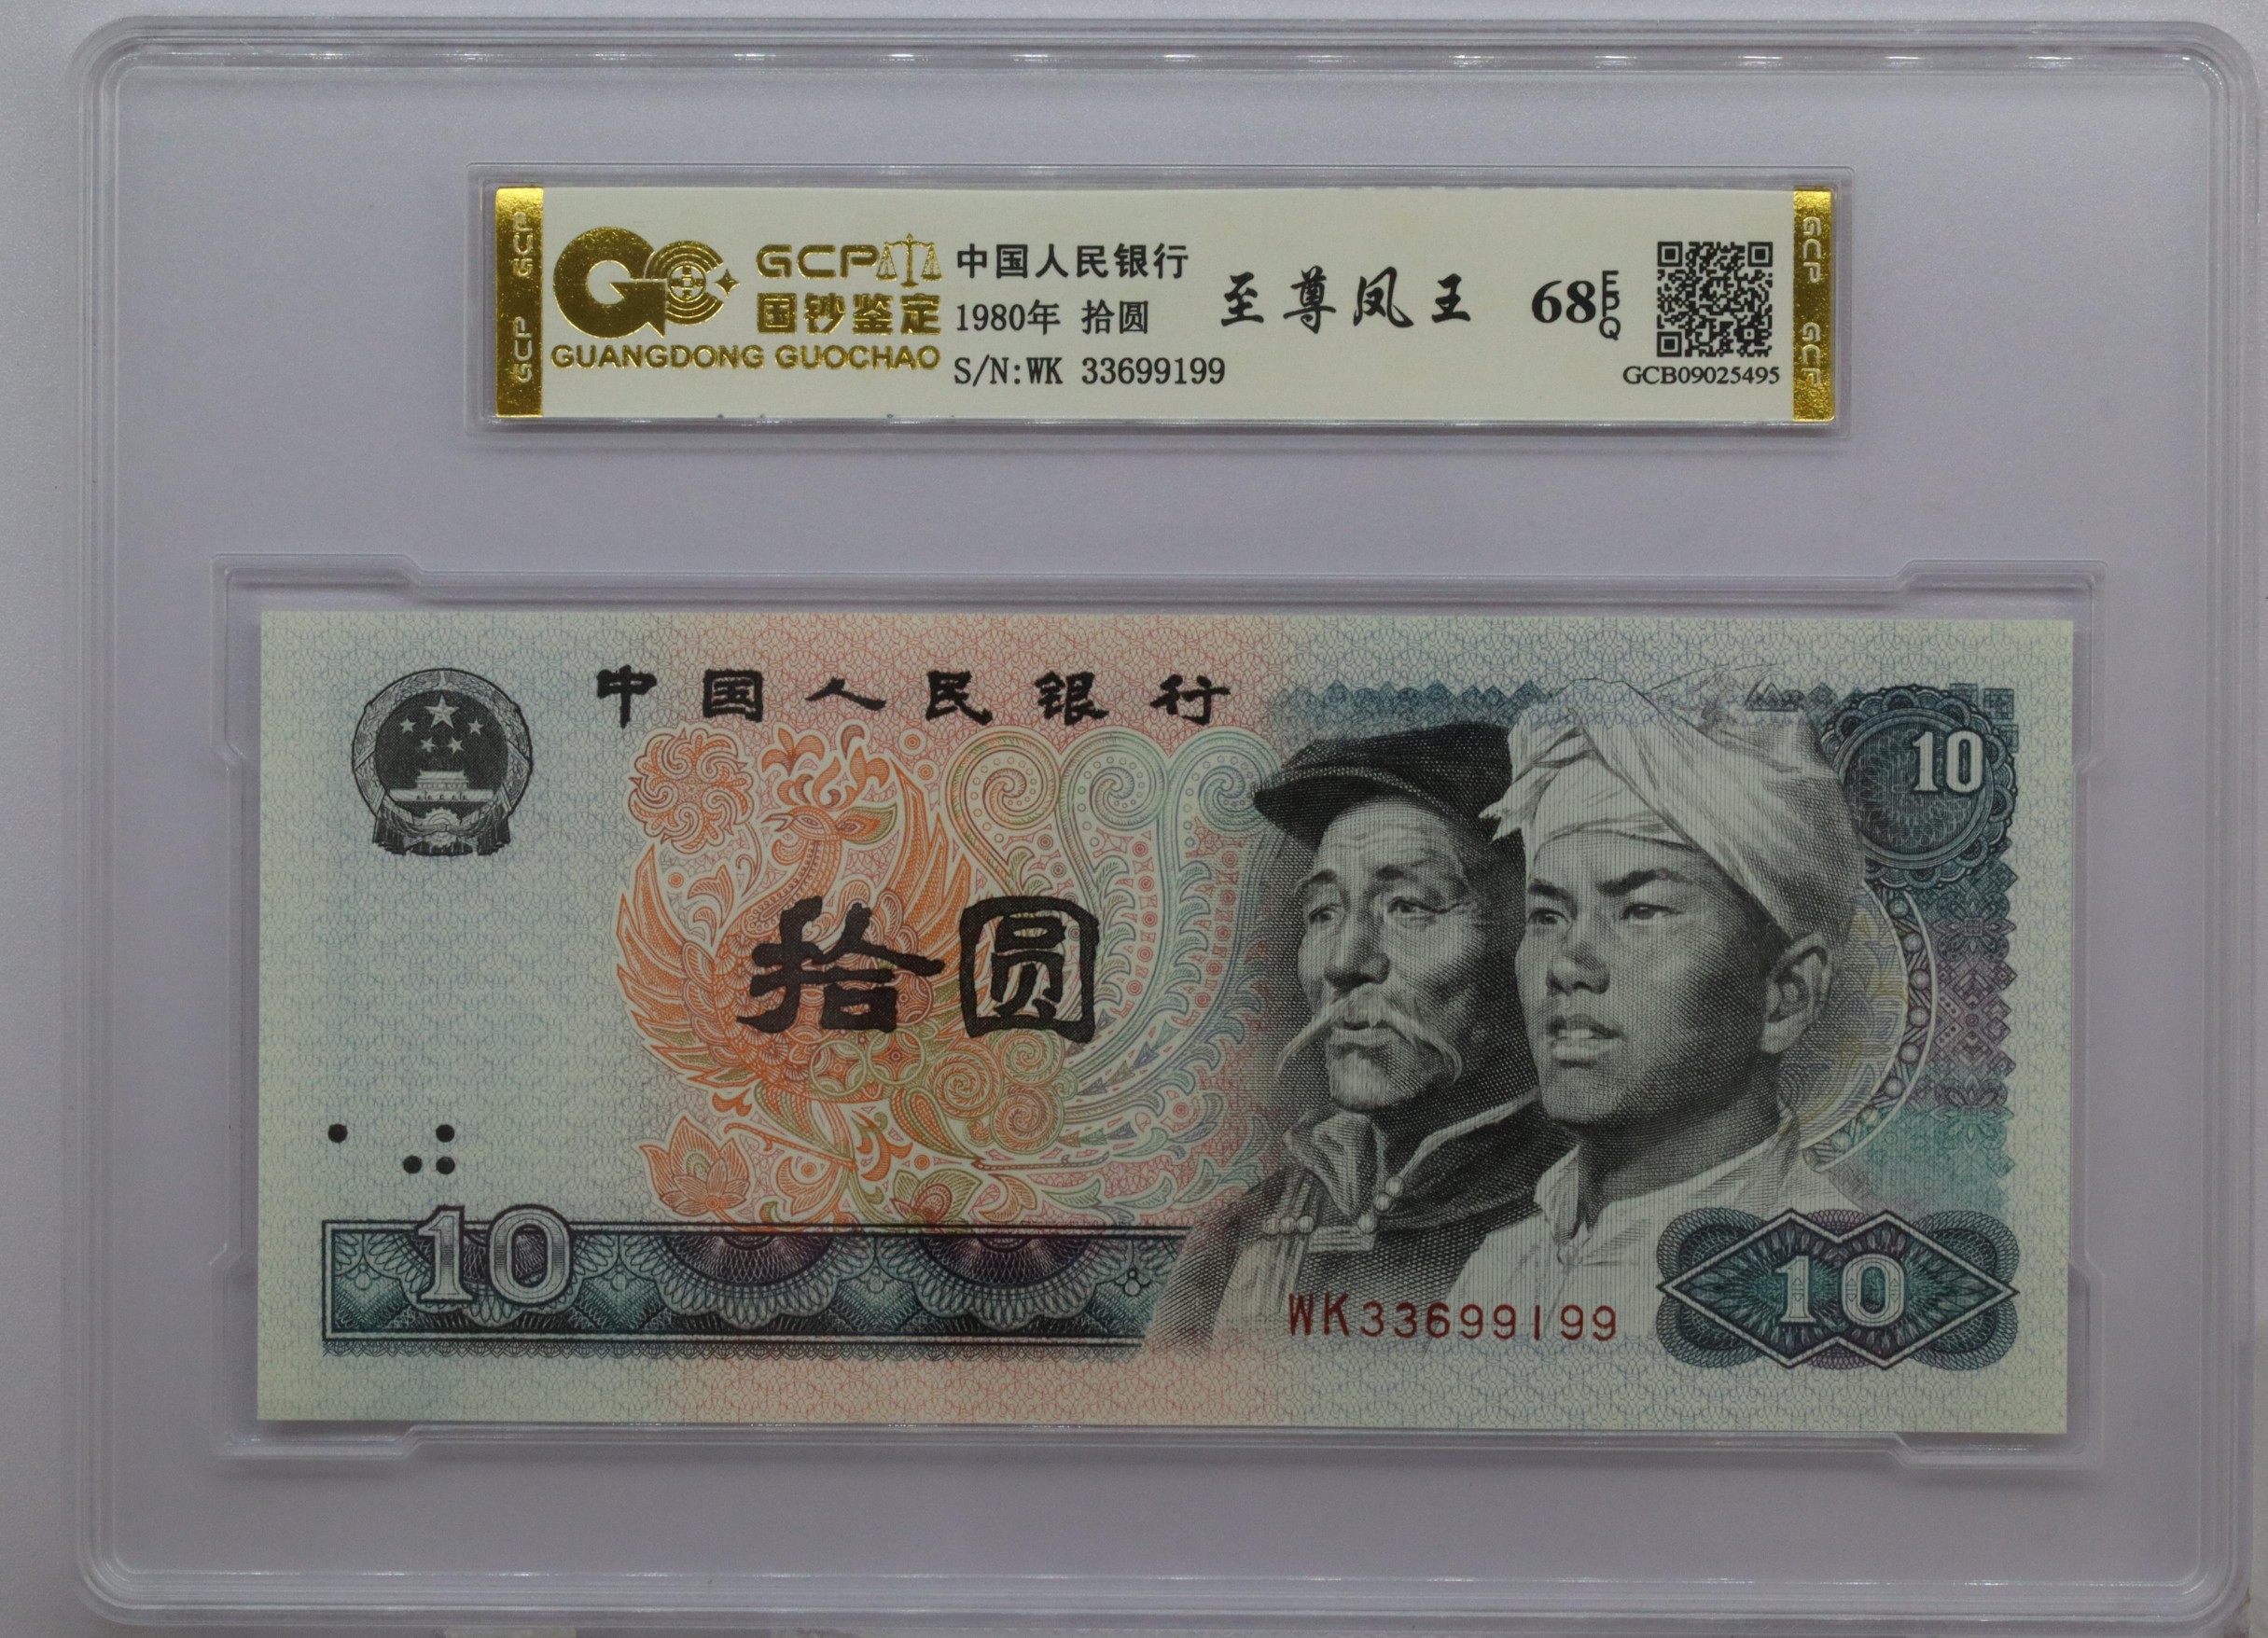 GCP GCP
GCP
国钞鉴定
GUANGDONG GUOCHAO
中国人民银行
1980年 拾圆
S/N:WK 33699199
至尊凤王
68 EPQ
GCB09025495
GCP GCP
中国人民银行
10
拾圆
10
WK33699199
10